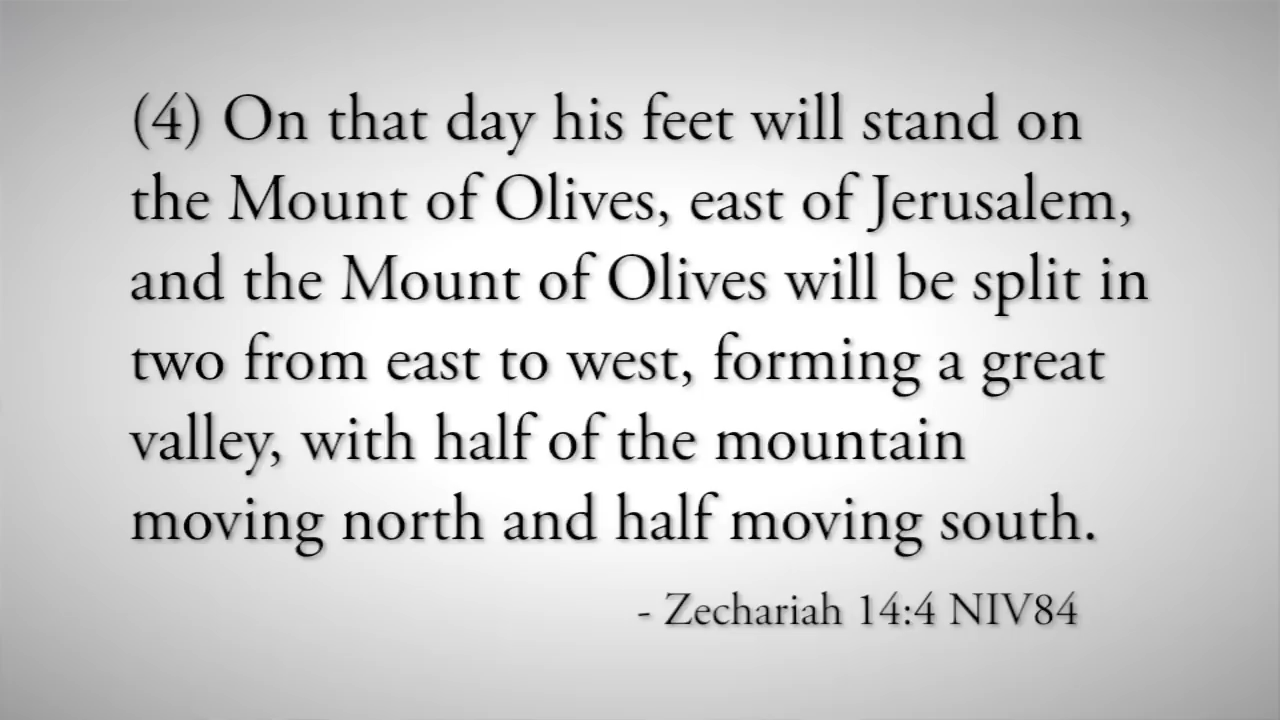 (4) On that day his feet will stand on
the Mount of Olives, east of Jerusalem,
and the Mount of Olives will be split in
two from east to west, forming a great
valley, with half of the mountain
moving north and half moving south.
- Zechariah 14:4 NIV84